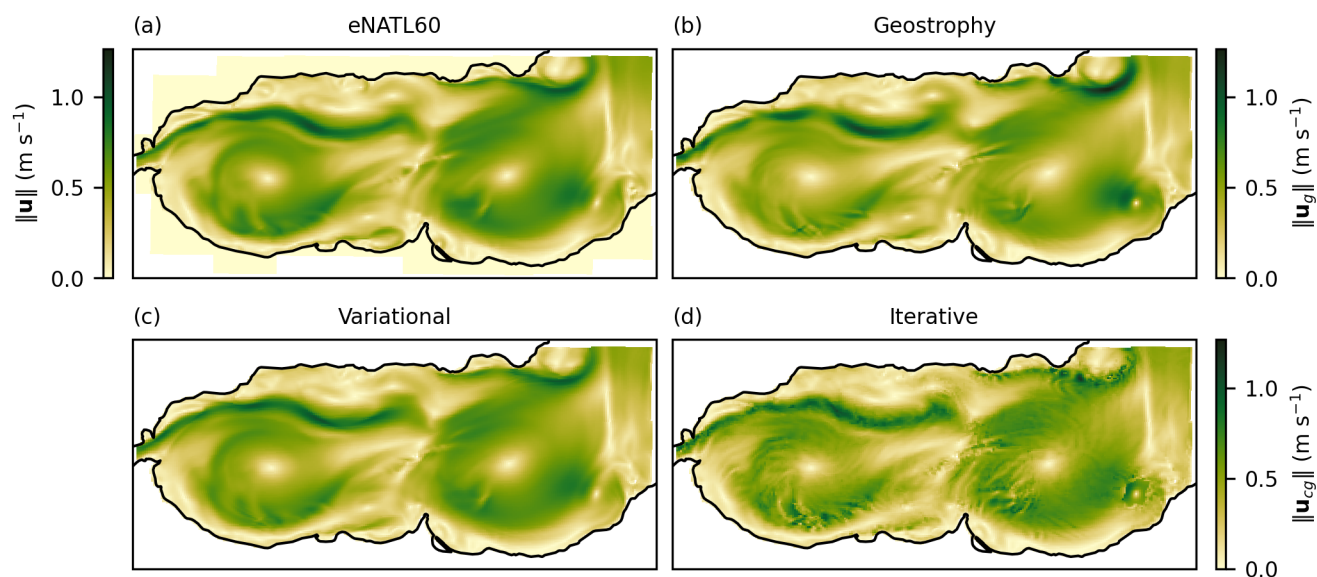 (a) eNATL60
(b) Geostrophy
1.0
0.5
0.0
‖u‖ (m s⁻¹)
1.0
0.5
0.0
‖u_g‖ (m s⁻¹)
(c) Variational
(d) Iterative
1.0
0.5
0.0
‖u_cg‖ (m s⁻¹)